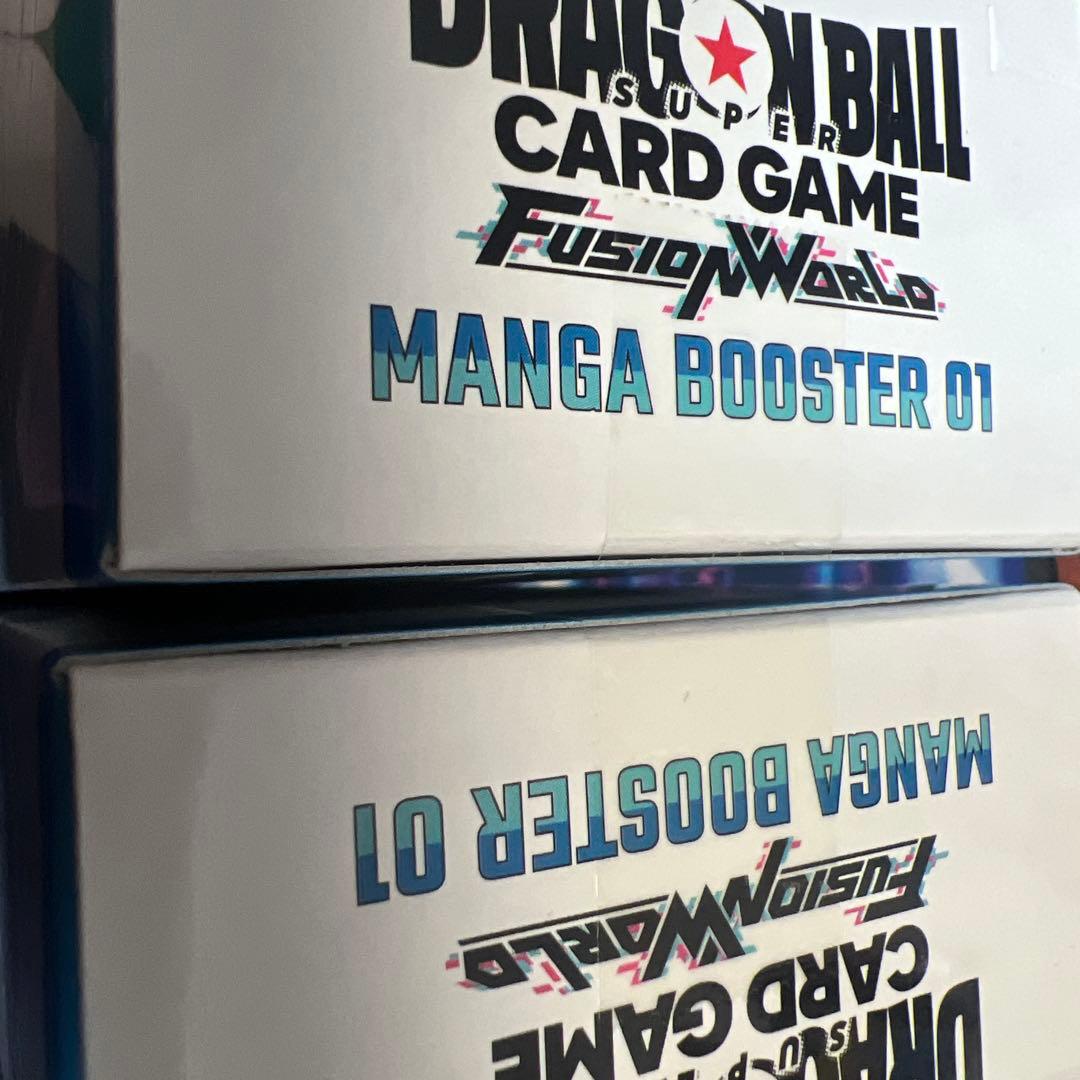 DRAGON BALL
SUPER
CARD GAME
FUSION WORLD
MANGA BOOSTER 01
MANGA BOOSTER 01
FUSION WORLD
CARD GAME